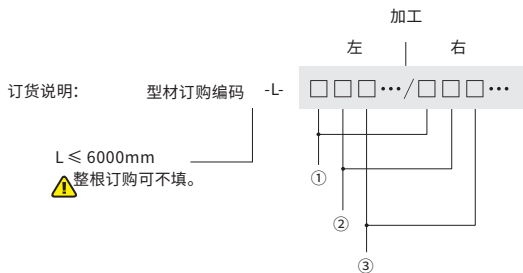 加工
左 右
订货说明： 型材订购编码 -L- □□□···/□□□···
L ≤ 6000mm
整根订购可不填。
①
②
③